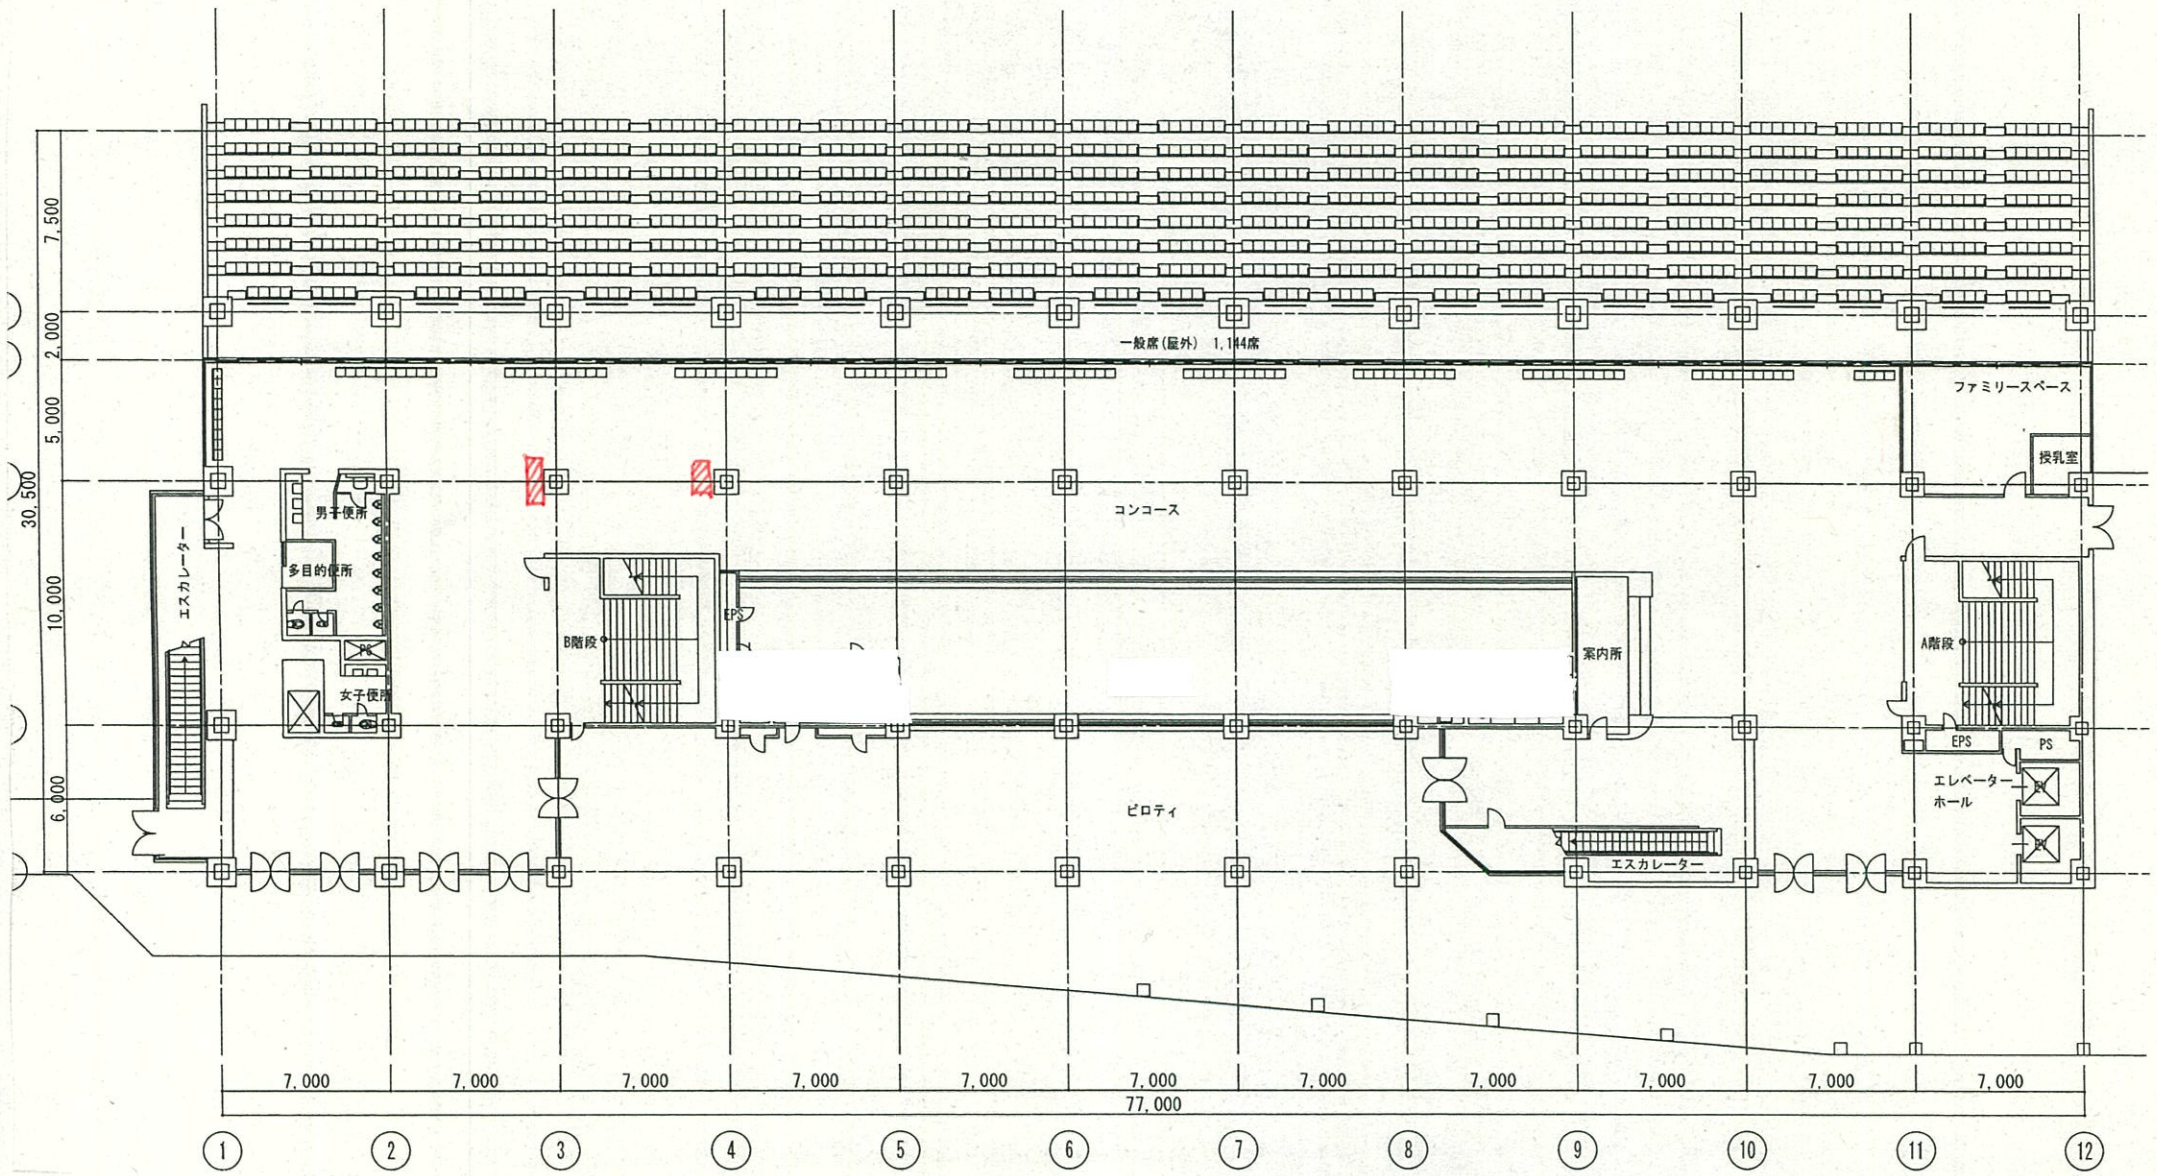 7,500
2,000
一般席(屋外) 1,144席
ファミリースペース
5,000
授乳室
30,500
コンコース
男子便所
エスカレーター
多目的便所
10,000
EPS
B階段
A階段
案内所
PS
女子便所
EPS
PS
エレベーター
ホール
EV
6,000
ピロティ
EV
エスカレーター
7,000 7,000 7,000 7,000 7,000 7,000 7,000 7,000 7,000 7,000 7,000
77,000
1 2 3 4 5 6 7 8 9 10 11 12